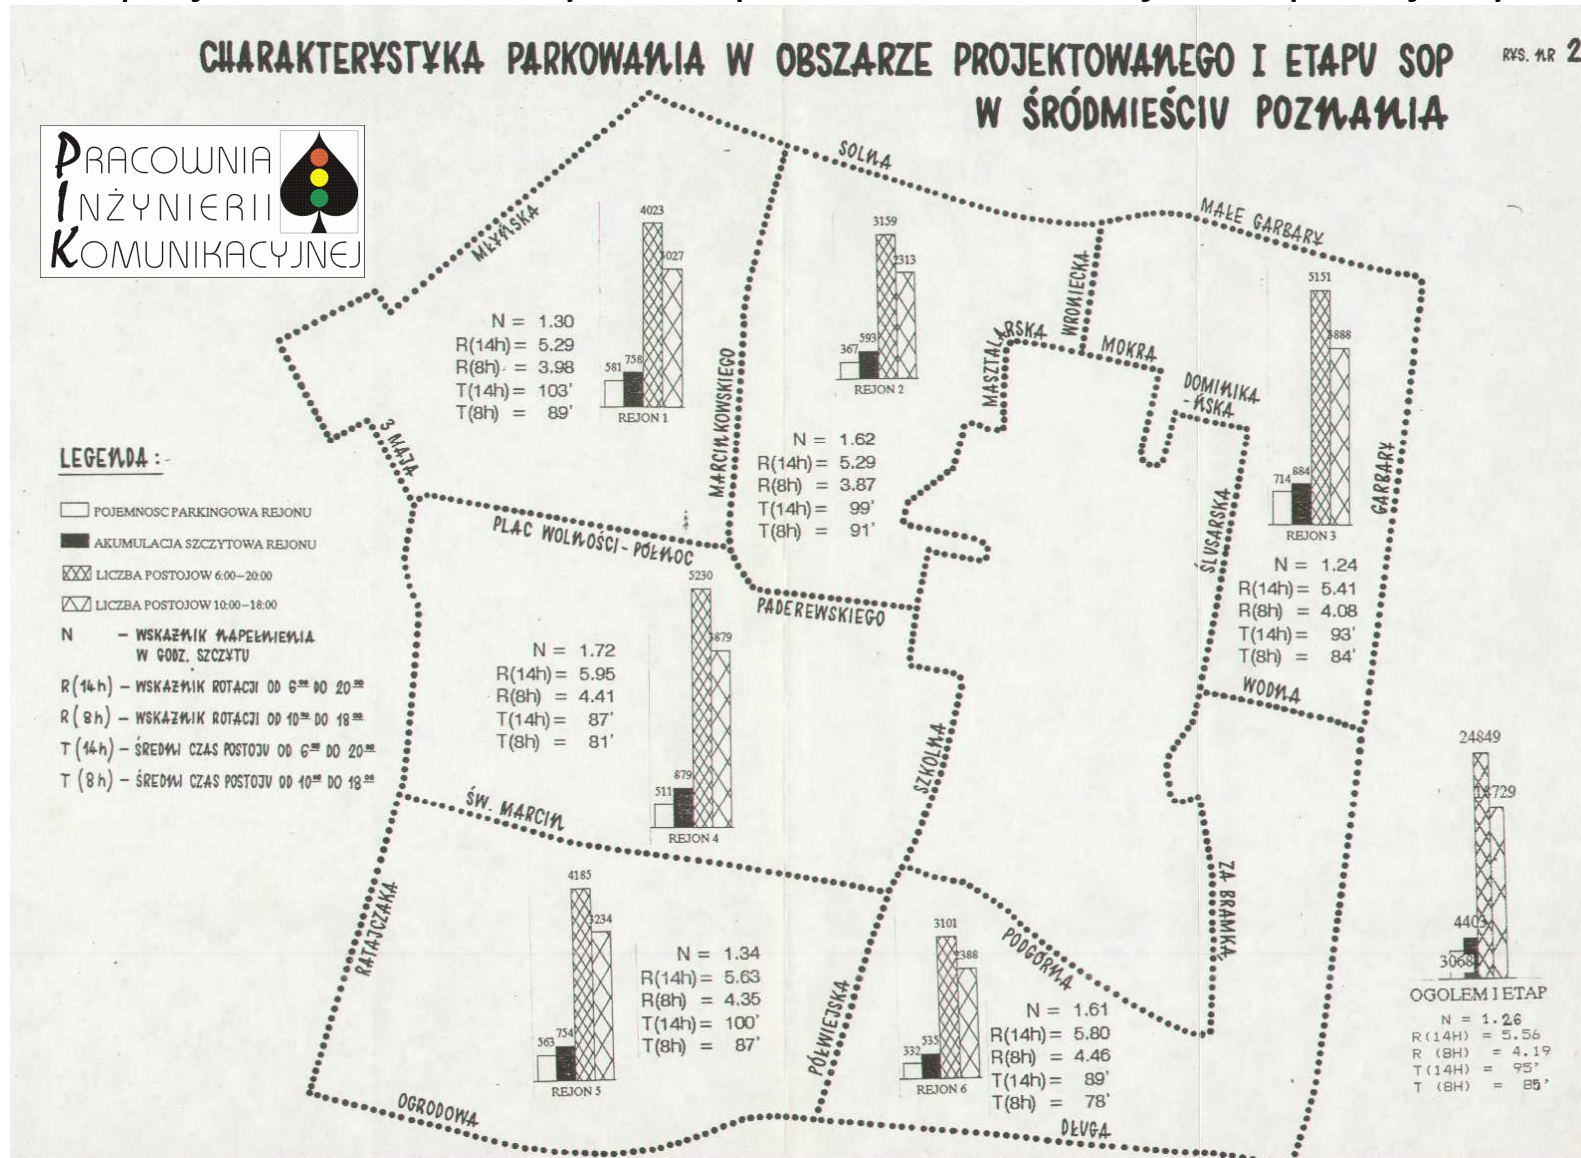 CHARAKTERYSTYKA PARKOWANIA W OBSZARZE PROJEKTOWANEGO I ETAPU SOP
RYS. NR 2
W ŚRÓDMIEŚCIU POZNANIA
PRACOWNIA
INŻYNIERII
KOMUNIKACYJNEJ
SOLNA
MAŁE GARBARY
MŁYŃSKA
4023
3027
N = 1.30
R(14h) = 5.29
R(8h) = 3.98
T(14h) = 103'
T(8h) = 89'
581
758
REJON 1
MARCINKOWSKIEGO
3159
2313
367
593
REJON 2
N = 1.62
R(14h) = 5.29
R(8h) = 3.87
T(14h) = 99'
T(8h) = 91'
MASZTALARSKA
WRONIECKA
MOKRA
DOMINIKA
-ŃSKA
5151
3888
714
884
REJON 3
GARBARY
ŚLUSARSKA
N = 1.24
R(14h) = 5.41
R(8h) = 4.08
T(14h) = 93'
T(8h) = 84'
WODNA
3 MAJA
PLAC WOLNOŚCI - PÓŁNOC
PADEREWSKIEGO
LEGENDA :-
POJEMNOSC PARKINGOWA REJONU
AKUMULACJA SZCZYTOWA REJONU
LICZBA POSTOJOW 6:00-20:00
LICZBA POSTOJOW 10:00-18:00
N – WSKAŹNIK NAPEŁNIENIA
W GODZ. SZCZYTU
R(14h) – WSKAŹNIK ROTACJI OD 6⁰⁰ DO 20⁰⁰
R(8h) – WSKAŹNIK ROTACJI OD 10⁰⁰ DO 18⁰⁰
T(14h) – ŚREDNI CZAS POSTOJU OD 6⁰⁰ DO 20⁰⁰
T(8h) – ŚREDNI CZAS POSTOJU OD 10⁰⁰ DO 18⁰⁰
5230
3879
N = 1.72
R(14h) = 5.95
R(8h) = 4.41
T(14h) = 87'
T(8h) = 81'
511
879
REJON 4
SZKOLNA
ŚW. MARCIN
RATAJCZAKA
4185
3234
563
754
REJON 5
N = 1.34
R(14h) = 5.63
R(8h) = 4.35
T(14h) = 100'
T(8h) = 87'
OGRODOWA
PÓŁWIEJSKA
3101
2388
332
535
REJON 6
PODGÓRNA
ZA BRAMKĄ
N = 1.61
R(14h) = 5.80
R(8h) = 4.46
T(14h) = 89'
T(8h) = 78'
DŁUGA
24849
18729
4403
3068
OGOLEM I ETAP
N = 1.26
R(14H) = 5.56
R (8H) = 4.19
T(14H) = 95'
T (8H) = 85'